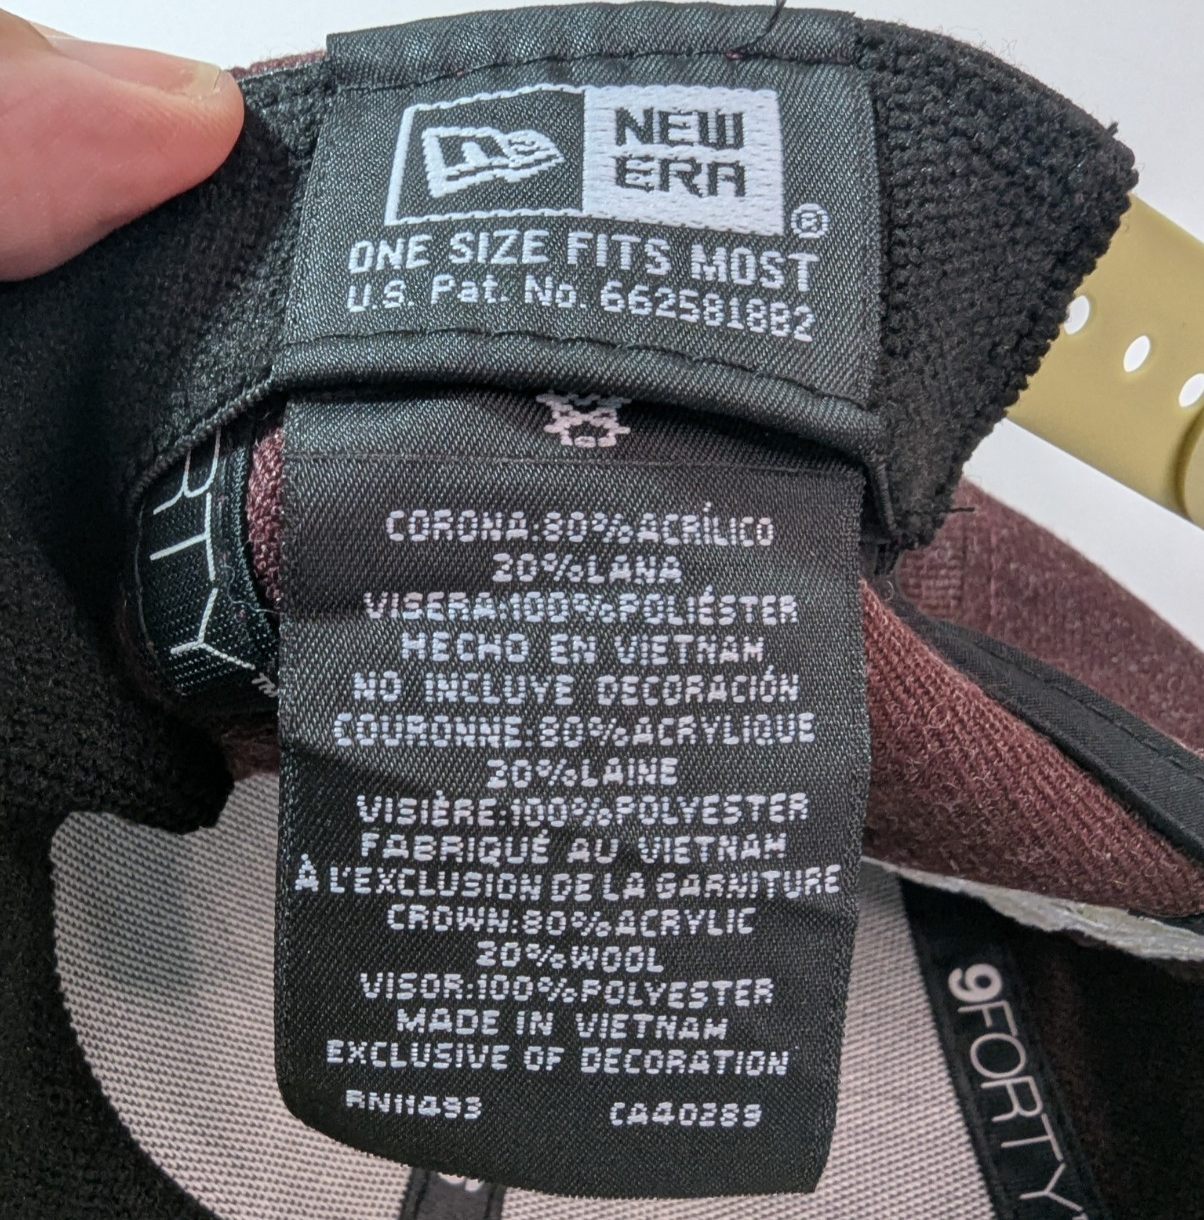 NEW
ERA®
ONE SIZE FITS MOST
U.S. Pat. No. 6625818B2
CORONA:80%ACRÍLICO
20%LANA
VISERA:100%POLIÉSTER
HECHO EN VIETNAM,
NO INCLUYE DECORACIÓN
COURONNE:80%ACRYLIQUE
20%LAINE
VISIÈRE:100%POLYESTER
FABRIQUÉ AU VIETNAM
À L'EXCLUSION DE LA GARNITURE
CROWN:80%ACRYLIC
20%WOOL
VISOR:100%POLYESTER
MADE IN VIETNAM
EXCLUSIVE OF DECORATION
RN11493 CA40289
RTY
9FORTY